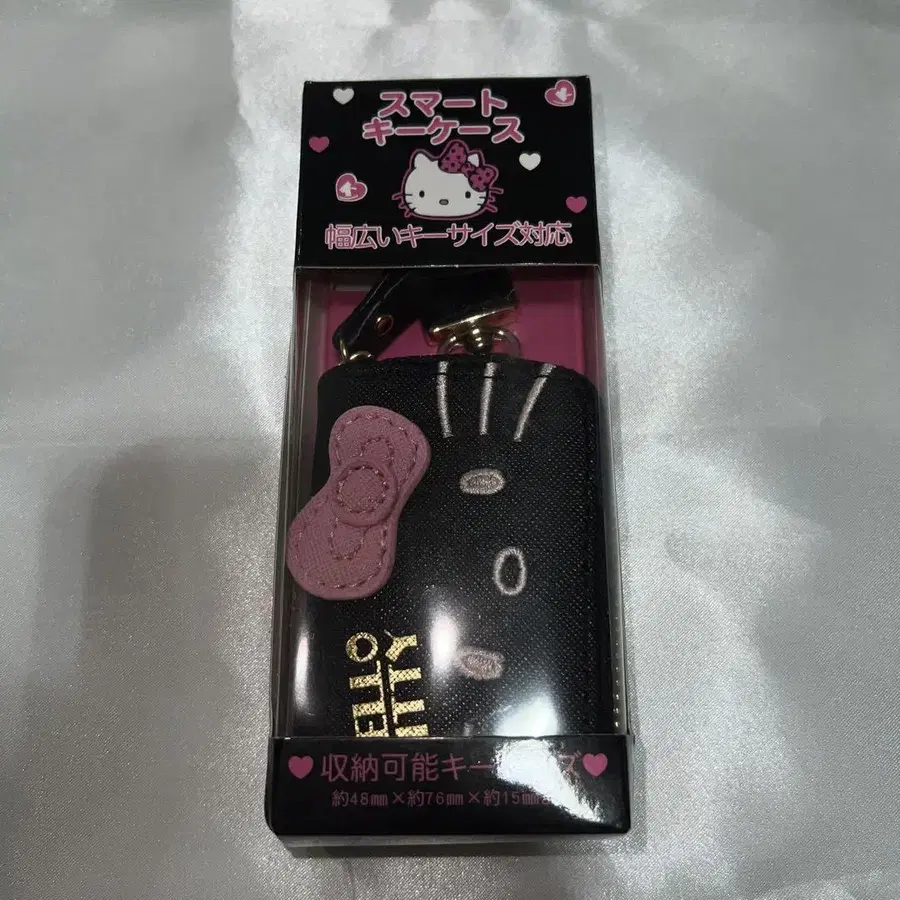 スマート
キーケース
幅広いキーサイズ対応
収納可能キー
約48mm×約76mm×約15mm